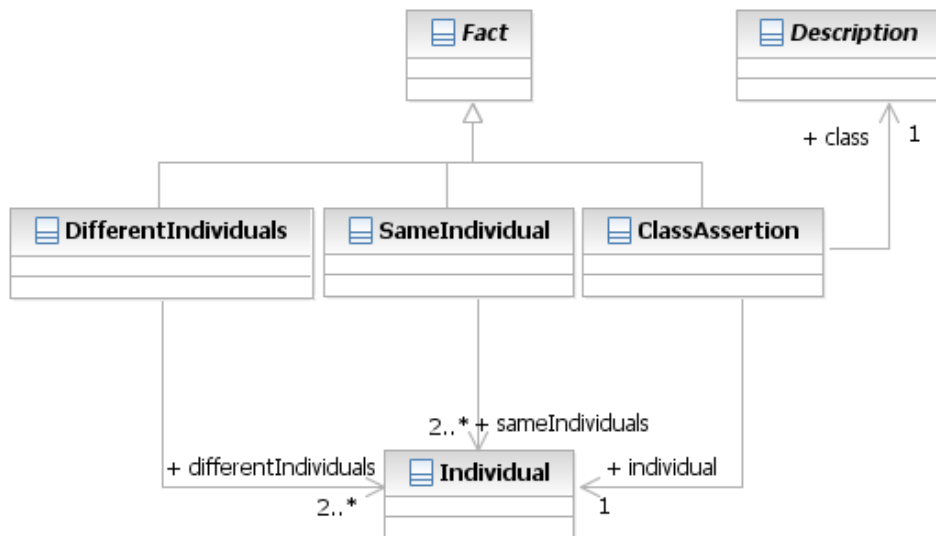 Fact
Description
+ class
1
DifferentIndividuals
SameIndividual
ClassAssertion
2..*
+ sameIndividuals
+ differentIndividuals
2..*
Individual
+ individual
1